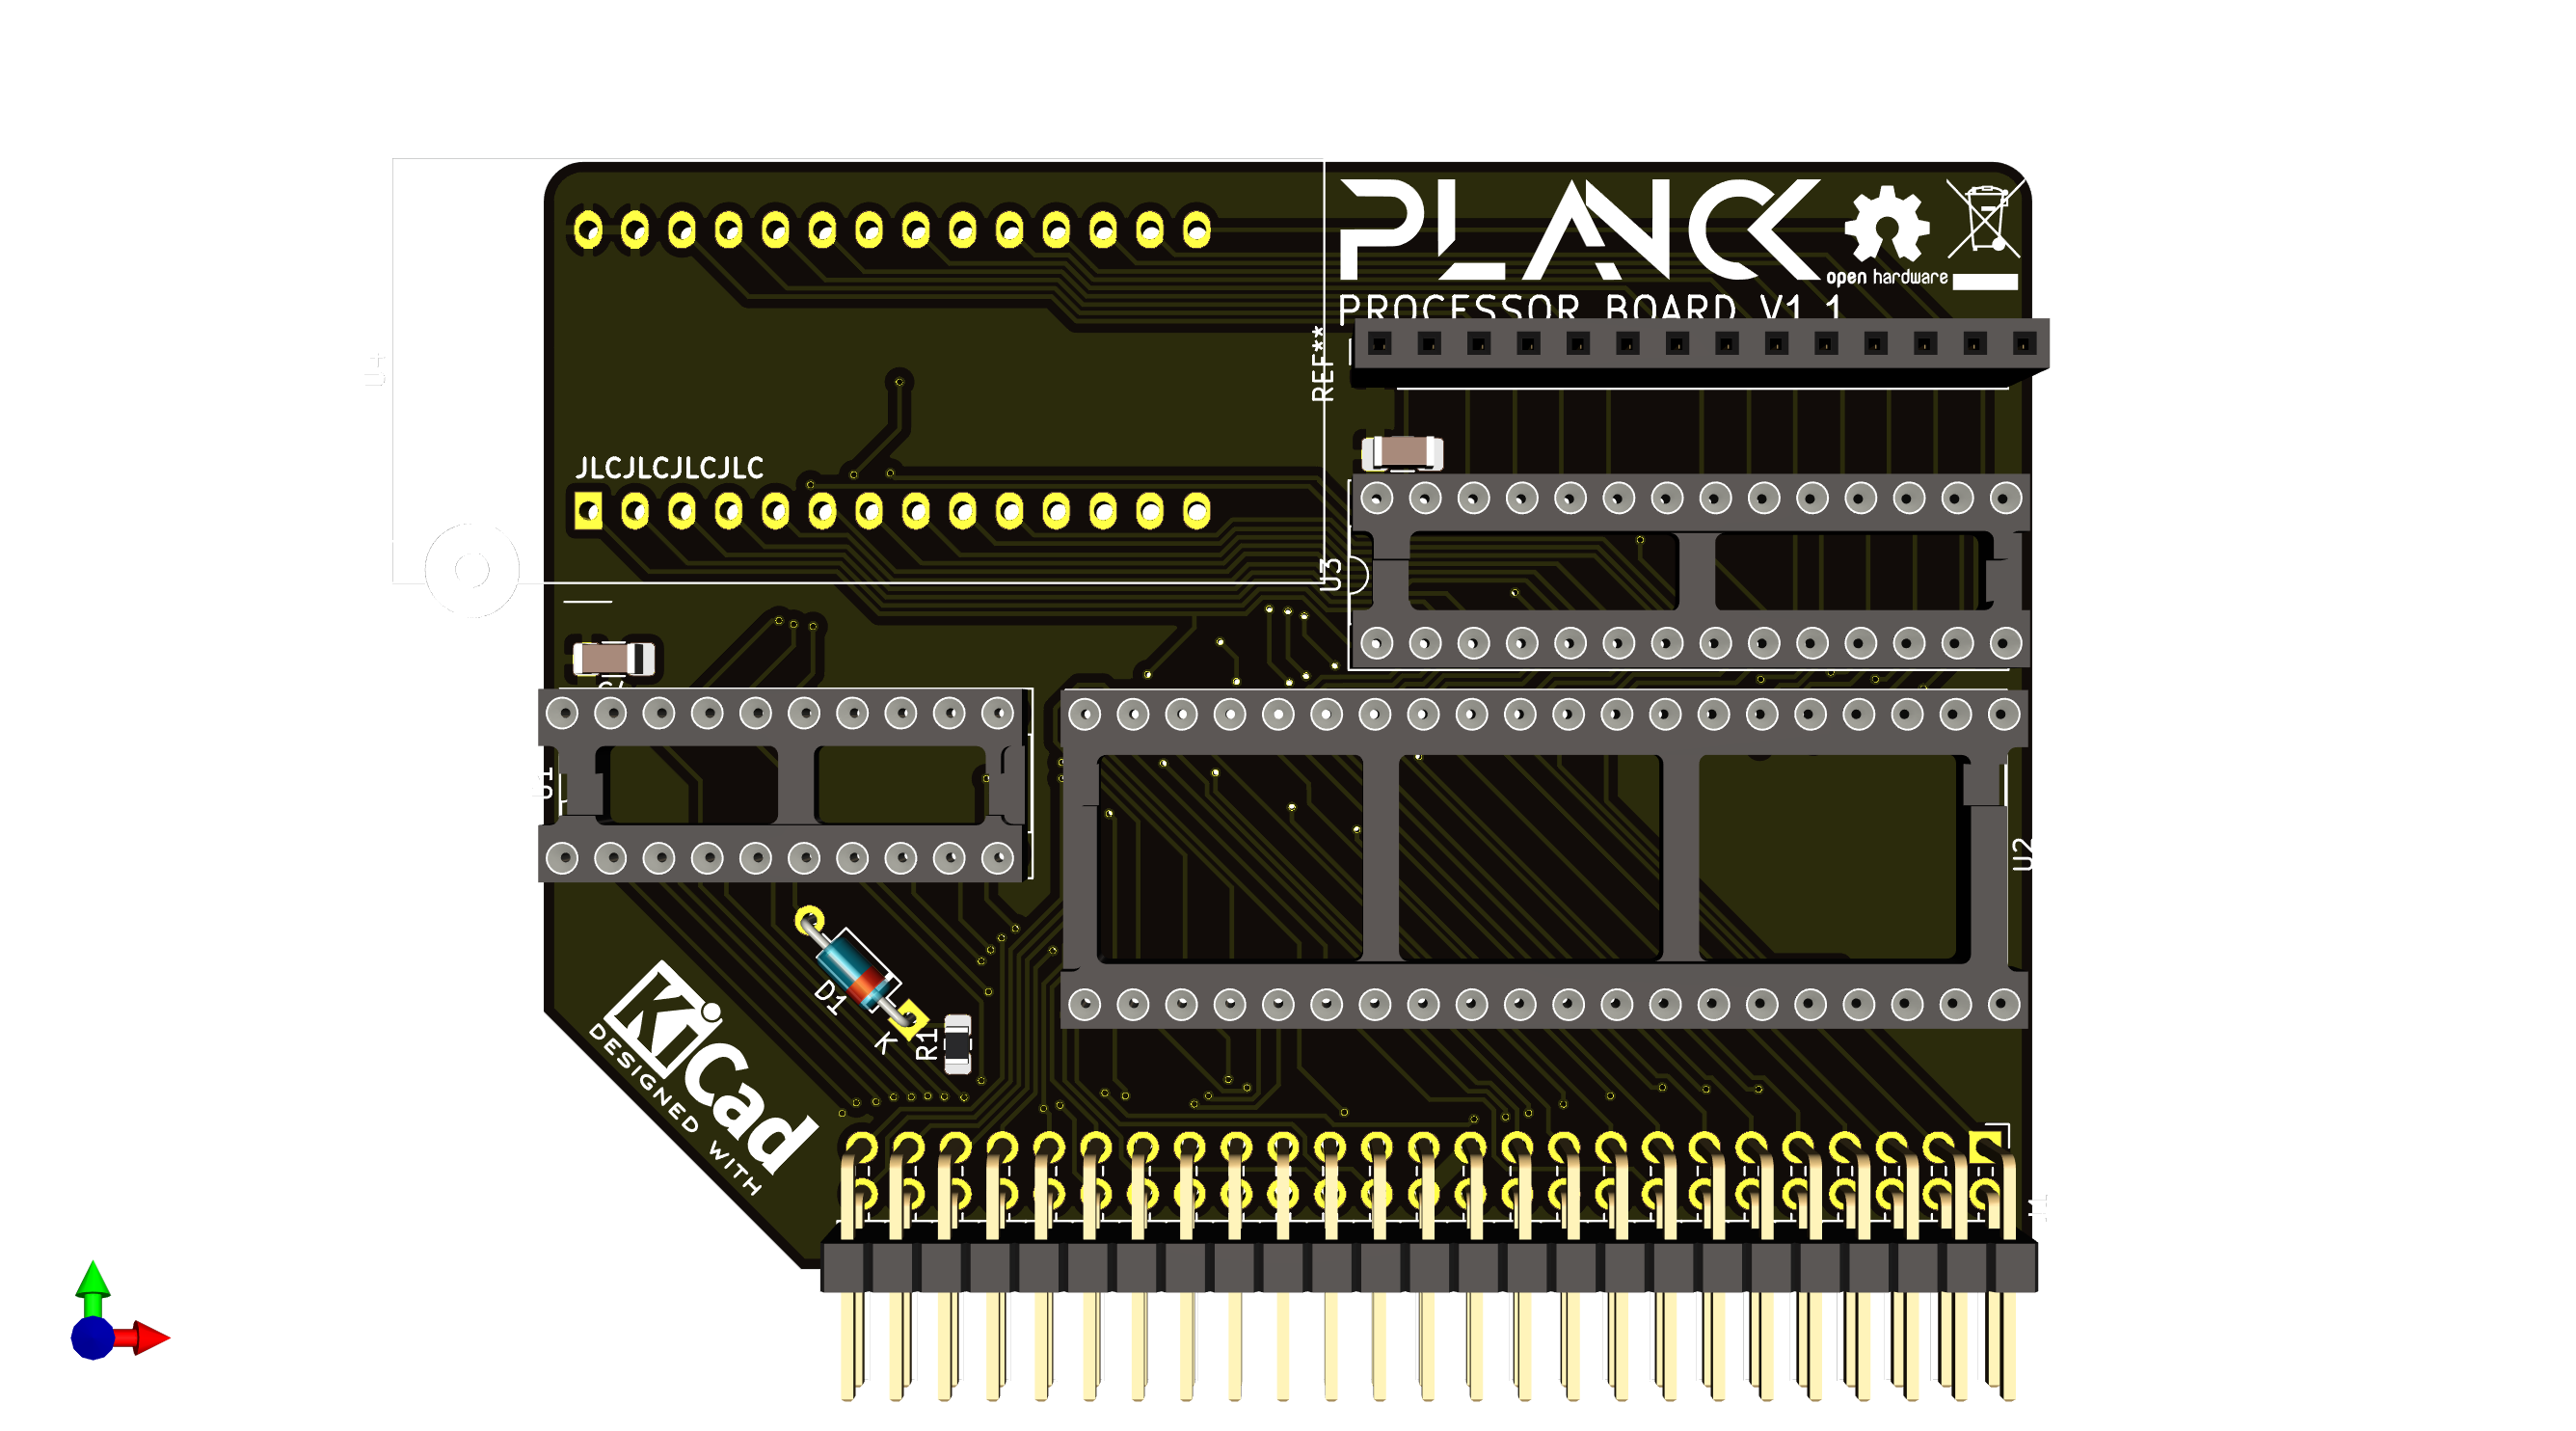 PLANCK
open hardware
PROCESSOR BOARD V1.1
REF**
JLCJLCJLCJLC
U3
U2
D1
K
R1
KiCad
DESIGNED WITH